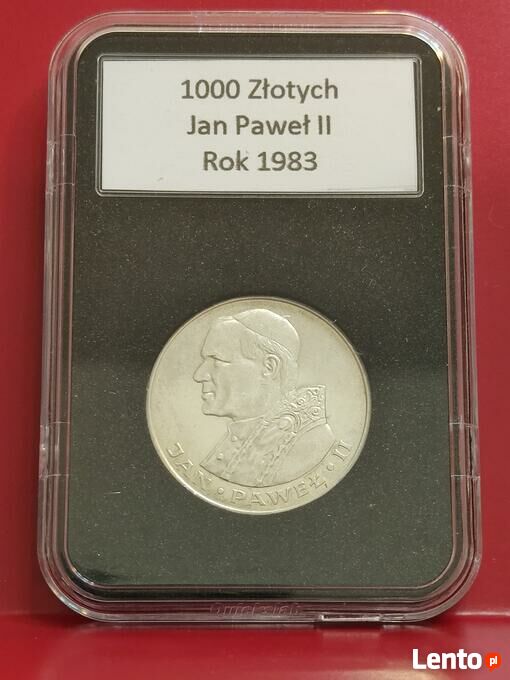 1000 Złotych
Jan Paweł II
Rok 1983
JAN • PAWEŁ • II
Lento pl